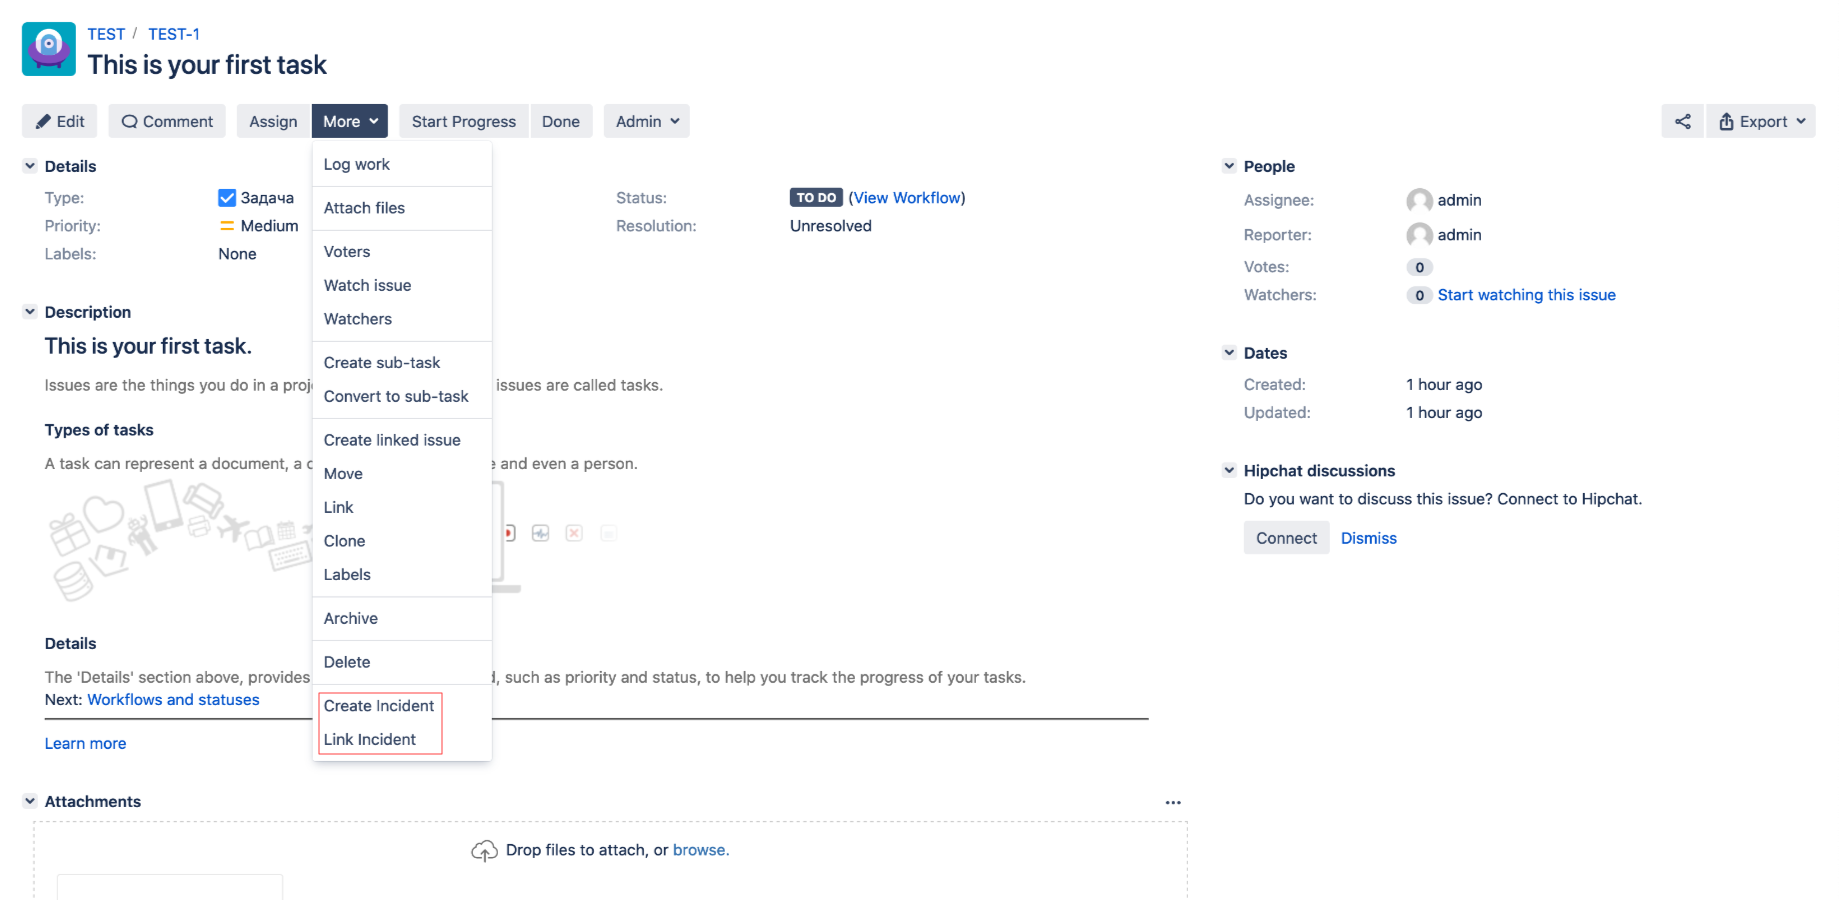 TEST / TEST-1
This is your first task
Edit Comment Assign More Start Progress Done Admin Export
Details
Type: Задача
Priority: Medium
Labels: None
Status: TO DO (View Workflow)
Resolution: Unresolved
Log work
Attach files
Voters
Watch issue
Watchers
Create sub-task
Convert to sub-task
Create linked issue
Move
Link
Clone
Labels
Archive
Delete
Create Incident
Link Incident
Description
This is your first task.
Issues are the things you do in a issues are called tasks.
Types of tasks
A task can represent a document, a and even a person.
Details
The 'Details' section above, provides such as priority and status, to help you track the progress of your tasks.
Next: Workflows and statuses
Learn more
Attachments
Drop files to attach, or browse.
People
Assignee: admin
Reporter: admin
Votes: 0
Watchers: 0 Start watching this issue
Dates
Created: 1 hour ago
Updated: 1 hour ago
Hipchat discussions
Do you want to discuss this issue? Connect to Hipchat.
Connect Dismiss